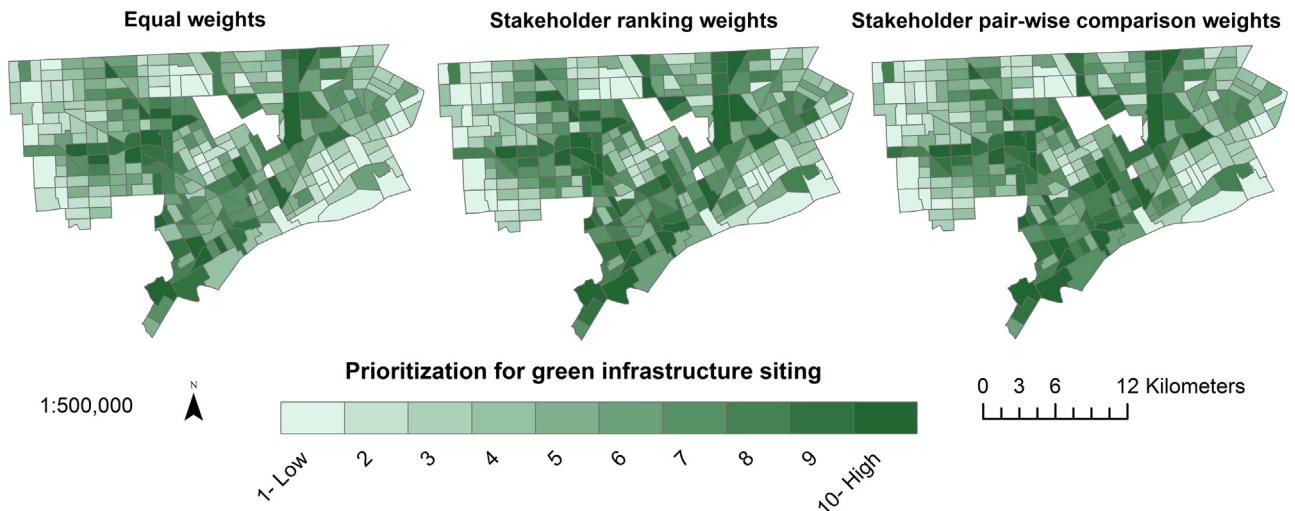 Equal weights
Stakeholder ranking weights
Stakeholder pair-wise comparison weights
Prioritization for green infrastructure siting
1:500,000
N
0 3 6 12 Kilometers
1- Low 2 3 4 5 6 7 8 9 10- High